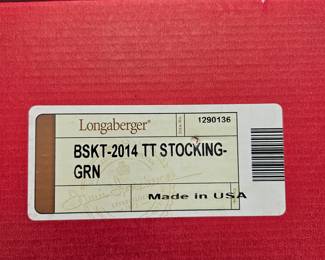 Longaberger®
1290136
BSKT-2014 TT STOCKING-
GRN
Made in USA